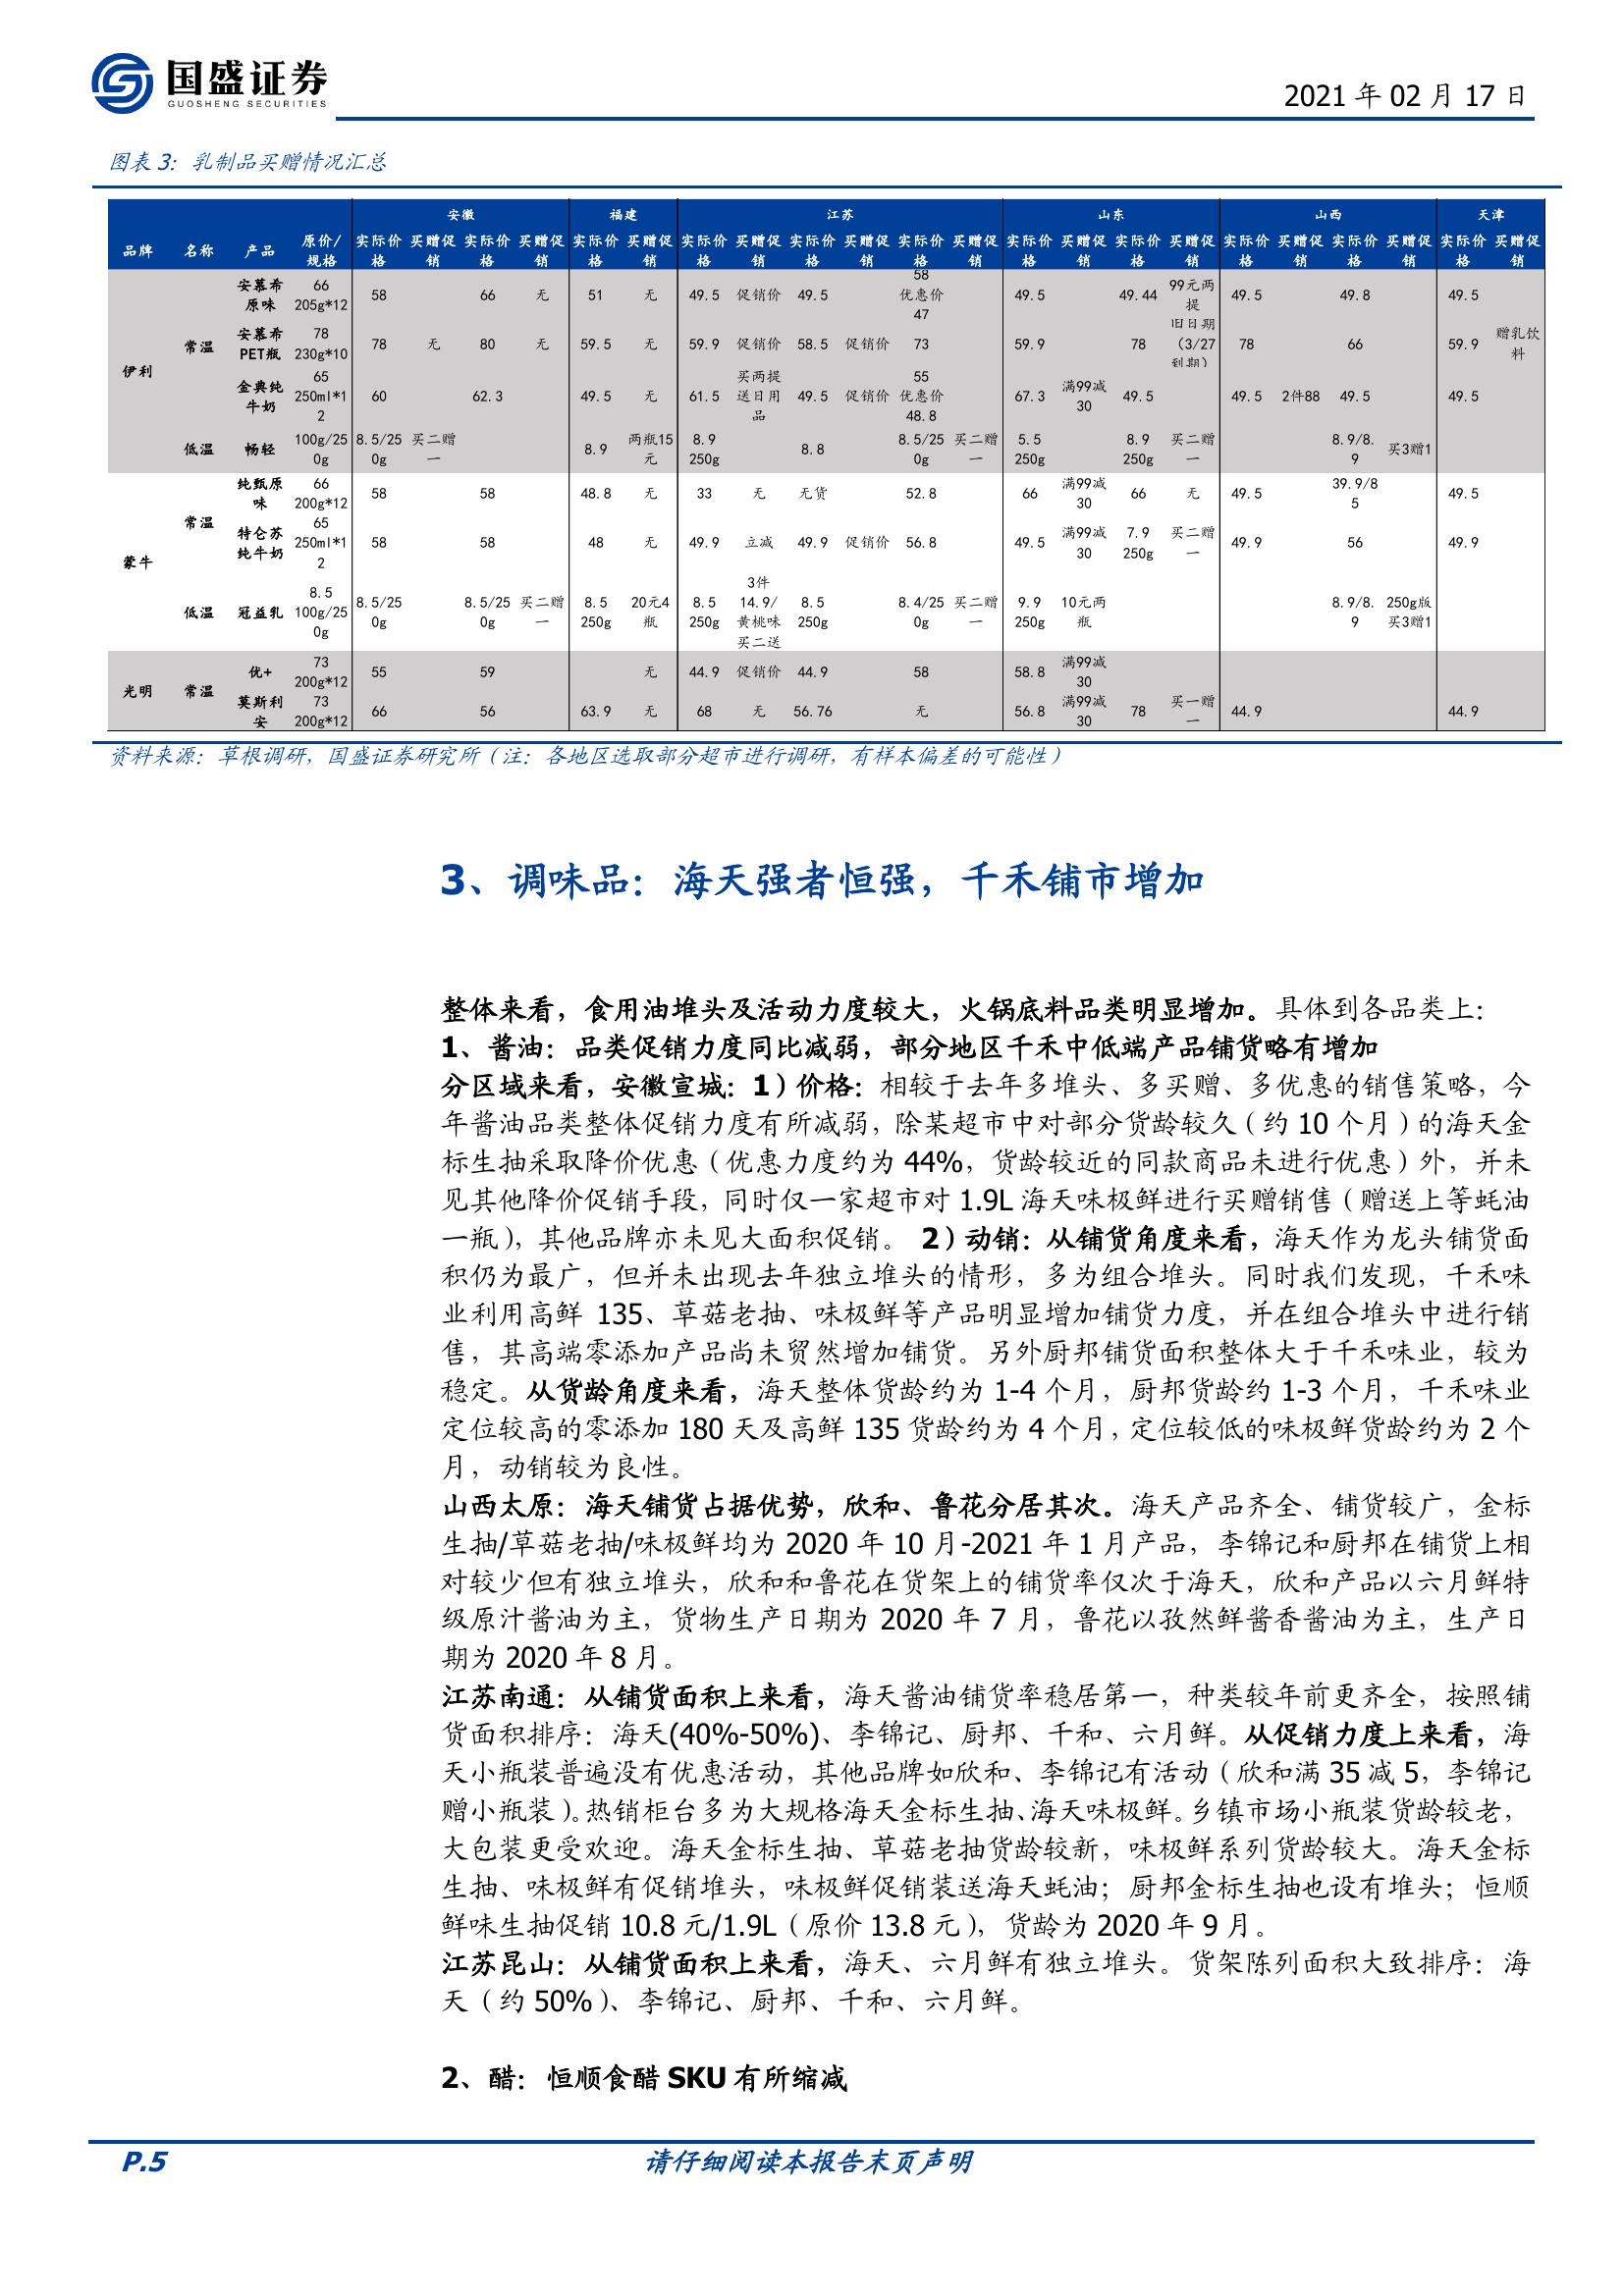 国盛证券
GUOSHENG SECURITIES
2021 年 02 月 17 日
图表 3：乳制品买赠情况汇总
安徽 福建 江苏 山东 山西 天津
品牌 名称 产品 原价/规格 实际价格 买赠促销 实际价格 买赠促销 实际价格 买赠促销 实际价格 买赠促销 实际价格 买赠促销 实际价格 买赠促销 实际价格 买赠促销 实际价格 买赠促销 实际价格 买赠促销 实际价格 买赠促销 实际价格 买赠促销
伊利 常温 安慕希原味 66 205g*12 58 66 无 51 无 49.5 促销价 49.5 58 优惠价 47 49.5 49.44 99元两提 49.5 49.8 49.5
安慕希PET瓶 78 230g*10 78 无 80 无 59.5 无 59.9 促销价 58.5 促销价 73 59.9 78 旧日期（3/27到期） 78 66 59.9 赠乳饮料
金典纯牛奶 65 250ml*12 60 62.3 49.5 无 61.5 买两提送日用品 49.5 促销价 55 优惠价 48.8 67.3 满99减30 49.5 49.5 2件88 49.5 49.5
低温 畅轻 100g/250g 8.5/250g 买二赠一 8.9 两瓶15元 8.9 250g 8.8 8.5/250g 买二赠一 5.5 250g 8.9 250g 买二赠一 8.9/8.9 买3赠1
蒙牛 常温 纯甄原味 66 200g*12 58 58 48.8 无 33 无 无货 52.8 66 满99减30 66 无 49.5 39.9/85 49.5
特仑苏纯牛奶 65 250ml*12 58 58 48 无 49.9 立减 49.9 促销价 56.8 49.5 满99减30 7.9 250g 买二赠一 49.9 56 49.9
低温 冠益乳 8.5 100g/250g 8.5/250g 8.5/250g 买二赠一 8.5 250g 20元4瓶 8.5 250g 3件14.9/黄桃味买二送 8.5 250g 8.4/250g 买二赠一 9.9 250g 10元两瓶 8.9/8.9 250g版买3赠1
光明 常温 优+ 73 200g*12 55 59 无 44.9 促销价 44.9 58 58.8 满99减30
莫斯利安 73 200g*12 66 56 63.9 无 68 无 56.76 无 56.8 满99减30 78 买一赠一 44.9 44.9
资料来源：草根调研，国盛证券研究所（注：各地区选取部分超市进行调研，有样本偏差的可能性）
3、调味品：海天强者恒强，千禾铺市增加
整体来看，食用油堆头及活动力度较大，火锅底料品类明显增加。具体到各品类上：
1、酱油：品类促销力度同比减弱，部分地区千禾中低端产品铺货略有增加
分区域来看，安徽宣城：1）价格：相较于去年多堆头、多买赠、多优惠的销售策略，今
年酱油品类整体促销力度有所减弱，除某超市中对部分货龄较久（约 10 个月）的海天金
标生抽采取降价优惠（优惠力度约为 44%，货龄较近的同款商品未进行优惠）外，并未
见其他降价促销手段，同时仅一家超市对 1.9L 海天味极鲜进行买赠销售（赠送上等蚝油
一瓶），其他品牌亦未见大面积促销。 2）动销：从铺货角度来看，海天作为龙头铺货面
积仍为最广，但并未出现去年独立堆头的情形，多为组合堆头。同时我们发现，千禾味
业利用高鲜 135、草菇老抽、味极鲜等产品明显增加铺货力度，并在组合堆头中进行销
售，其高端零添加产品尚未贸然增加铺货。另外厨邦铺货面积整体大于千禾味业，较为
稳定。从货龄角度来看，海天整体货龄约为 1-4 个月，厨邦货龄约 1-3 个月，千禾味业
定位较高的零添加 180 天及高鲜 135 货龄约为 4 个月，定位较低的味极鲜货龄约为 2 个
月，动销较为良性。
山西太原：海天铺货占据优势，欣和、鲁花分居其次。海天产品齐全、铺货较广，金标
生抽/草菇老抽/味极鲜均为 2020 年 10 月-2021 年 1 月产品，李锦记和厨邦在铺货上相
对较少但有独立堆头，欣和和鲁花在货架上的铺货率仅次于海天，欣和产品以六月鲜特
级原汁酱油为主，货物生产日期为 2020 年 7 月，鲁花以孜然鲜酱香酱油为主，生产日
期为 2020 年 8 月。
江苏南通：从铺货面积上来看，海天酱油铺货率稳居第一，种类较年前更齐全，按照铺
货面积排序：海天(40%-50%)、李锦记、厨邦、千和、六月鲜。从促销力度上来看，海
天小瓶装普遍没有优惠活动，其他品牌如欣和、李锦记有活动（欣和满 35 减 5，李锦记
赠小瓶装）。热销柜台多为大规格海天金标生抽、海天味极鲜。乡镇市场小瓶装货龄较老，
大包装更受欢迎。海天金标生抽、草菇老抽货龄较新，味极鲜系列货龄较大。海天金标
生抽、味极鲜有促销堆头，味极鲜促销装送海天蚝油；厨邦金标生抽也设有堆头；恒顺
鲜味生抽促销 10.8 元/1.9L（原价 13.8 元），货龄为 2020 年 9 月。
江苏昆山：从铺货面积上来看，海天、六月鲜有独立堆头。货架陈列面积大致排序：海
天（约 50%）、李锦记、厨邦、千和、六月鲜。
2、醋：恒顺食醋 SKU 有所缩减
P.5
请仔细阅读本报告末页声明